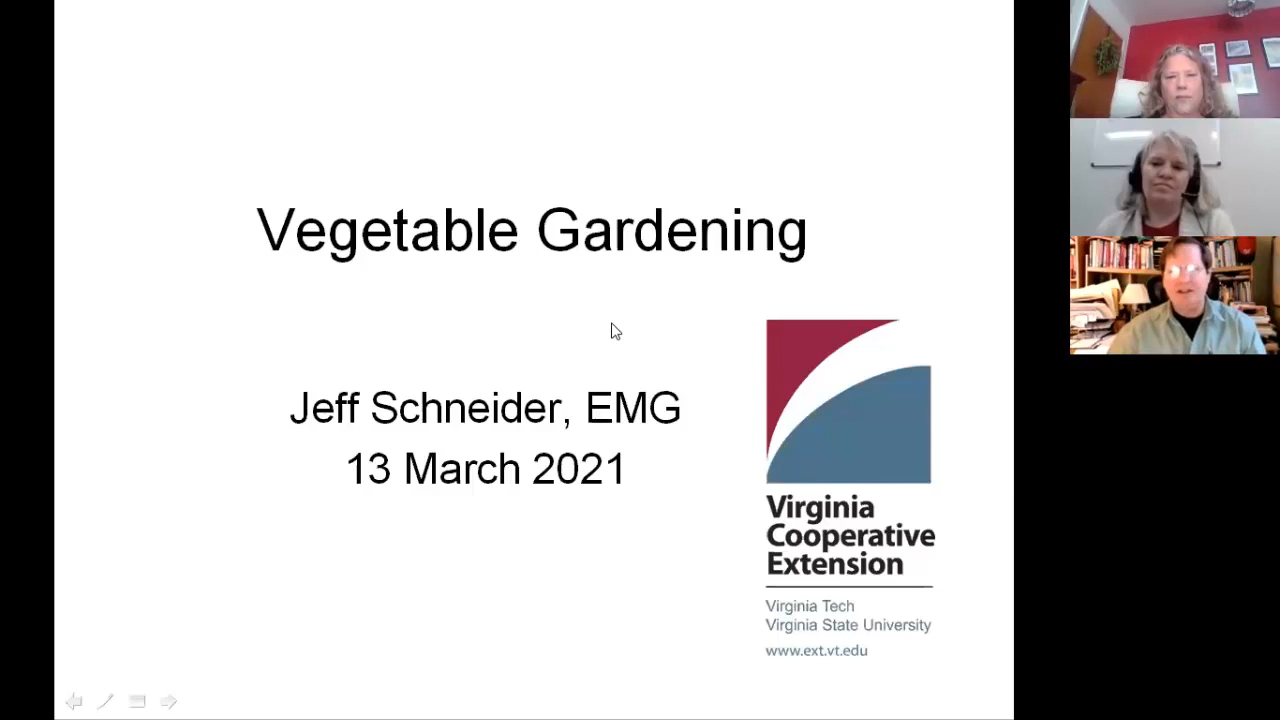 Vegetable Gardening
Jeff Schneider, EMG
13 March 2021
Virginia
Cooperative
Extension
Virginia Tech
Virginia State University
www.ext.vt.edu